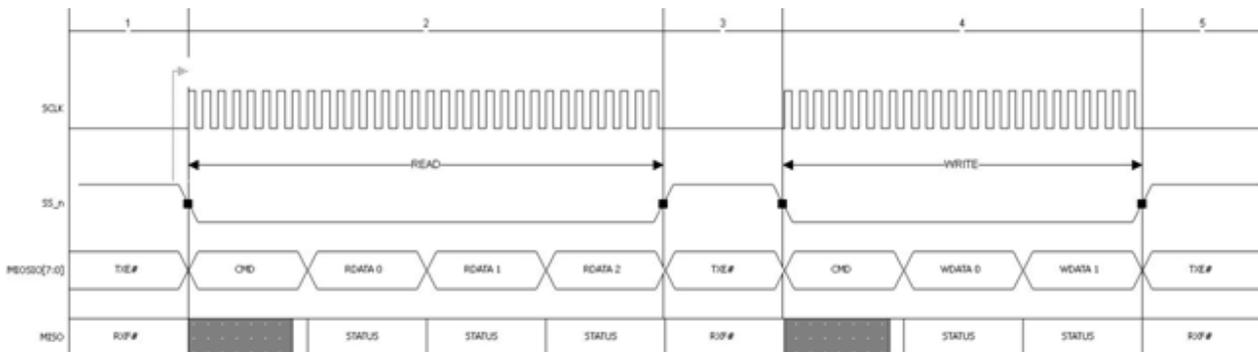 1 2 3 4 5
SCLK
READ WRITE
SS_n
MIOSIO[7:0] TXE# CMD RDATA 0 RDATA 1 RDATA 2 TXE# CMD WDATA 0 WDATA 1 TXE#
MISO RXF# STATUS STATUS STATUS RXF# STATUS STATUS RXF#